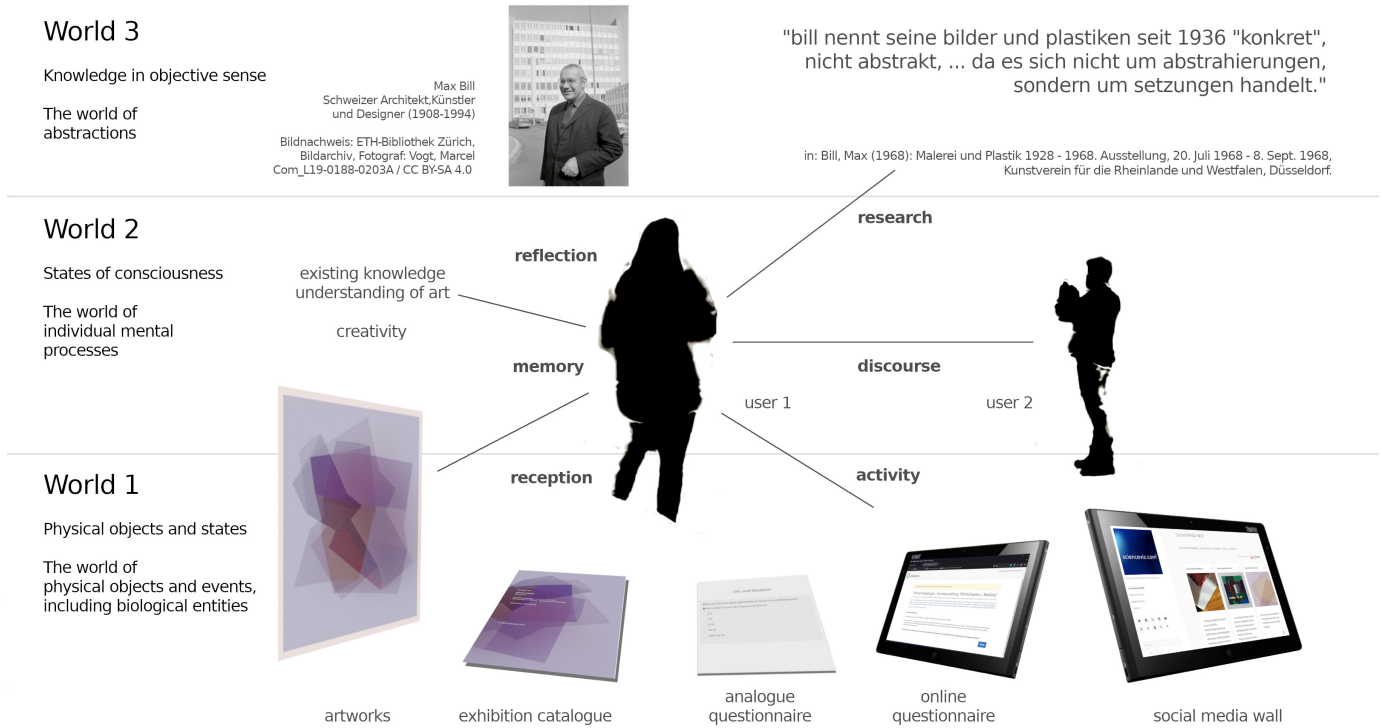 World 3
Knowledge in objective sense
The world of
abstractions
Max Bill
Schweizer Architekt,Künstler
und Designer (1908-1994)
Bildnachweis: ETH-Bibliothek Zürich,
Bildarchiv, Fotograf: Vogt, Marcel
Com_L19-0188-0203A / CC BY-SA 4.0
"bill nennt seine bilder und plastiken seit 1936 "konkret",
nicht abstrakt, ... da es sich nicht um abstrahierungen,
sondern um setzungen handelt."
in: Bill, Max (1968): Malerei und Plastik 1928 - 1968. Ausstellung, 20. Juli 1968 - 8. Sept. 1968,
Kunstverein für die Rheinlande und Westfalen, Düsseldorf.
World 2
States of consciousness
The world of
individual mental
processes
reflection
existing knowledge
understanding of art
creativity
memory
research
discourse
user 1
user 2
World 1
Physical objects and states
The world of
physical objects and events,
including biological entities
reception
activity
artworks
exhibition catalogue
analogue
questionnaire
online
questionnaire
social media wall